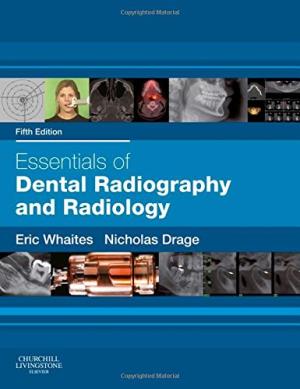 Fifth Edition
Essentials of
Dental Radiography
and Radiology
Eric Whaites Nicholas Drage
CHURCHILL
LIVINGSTONE
ELSEVIER